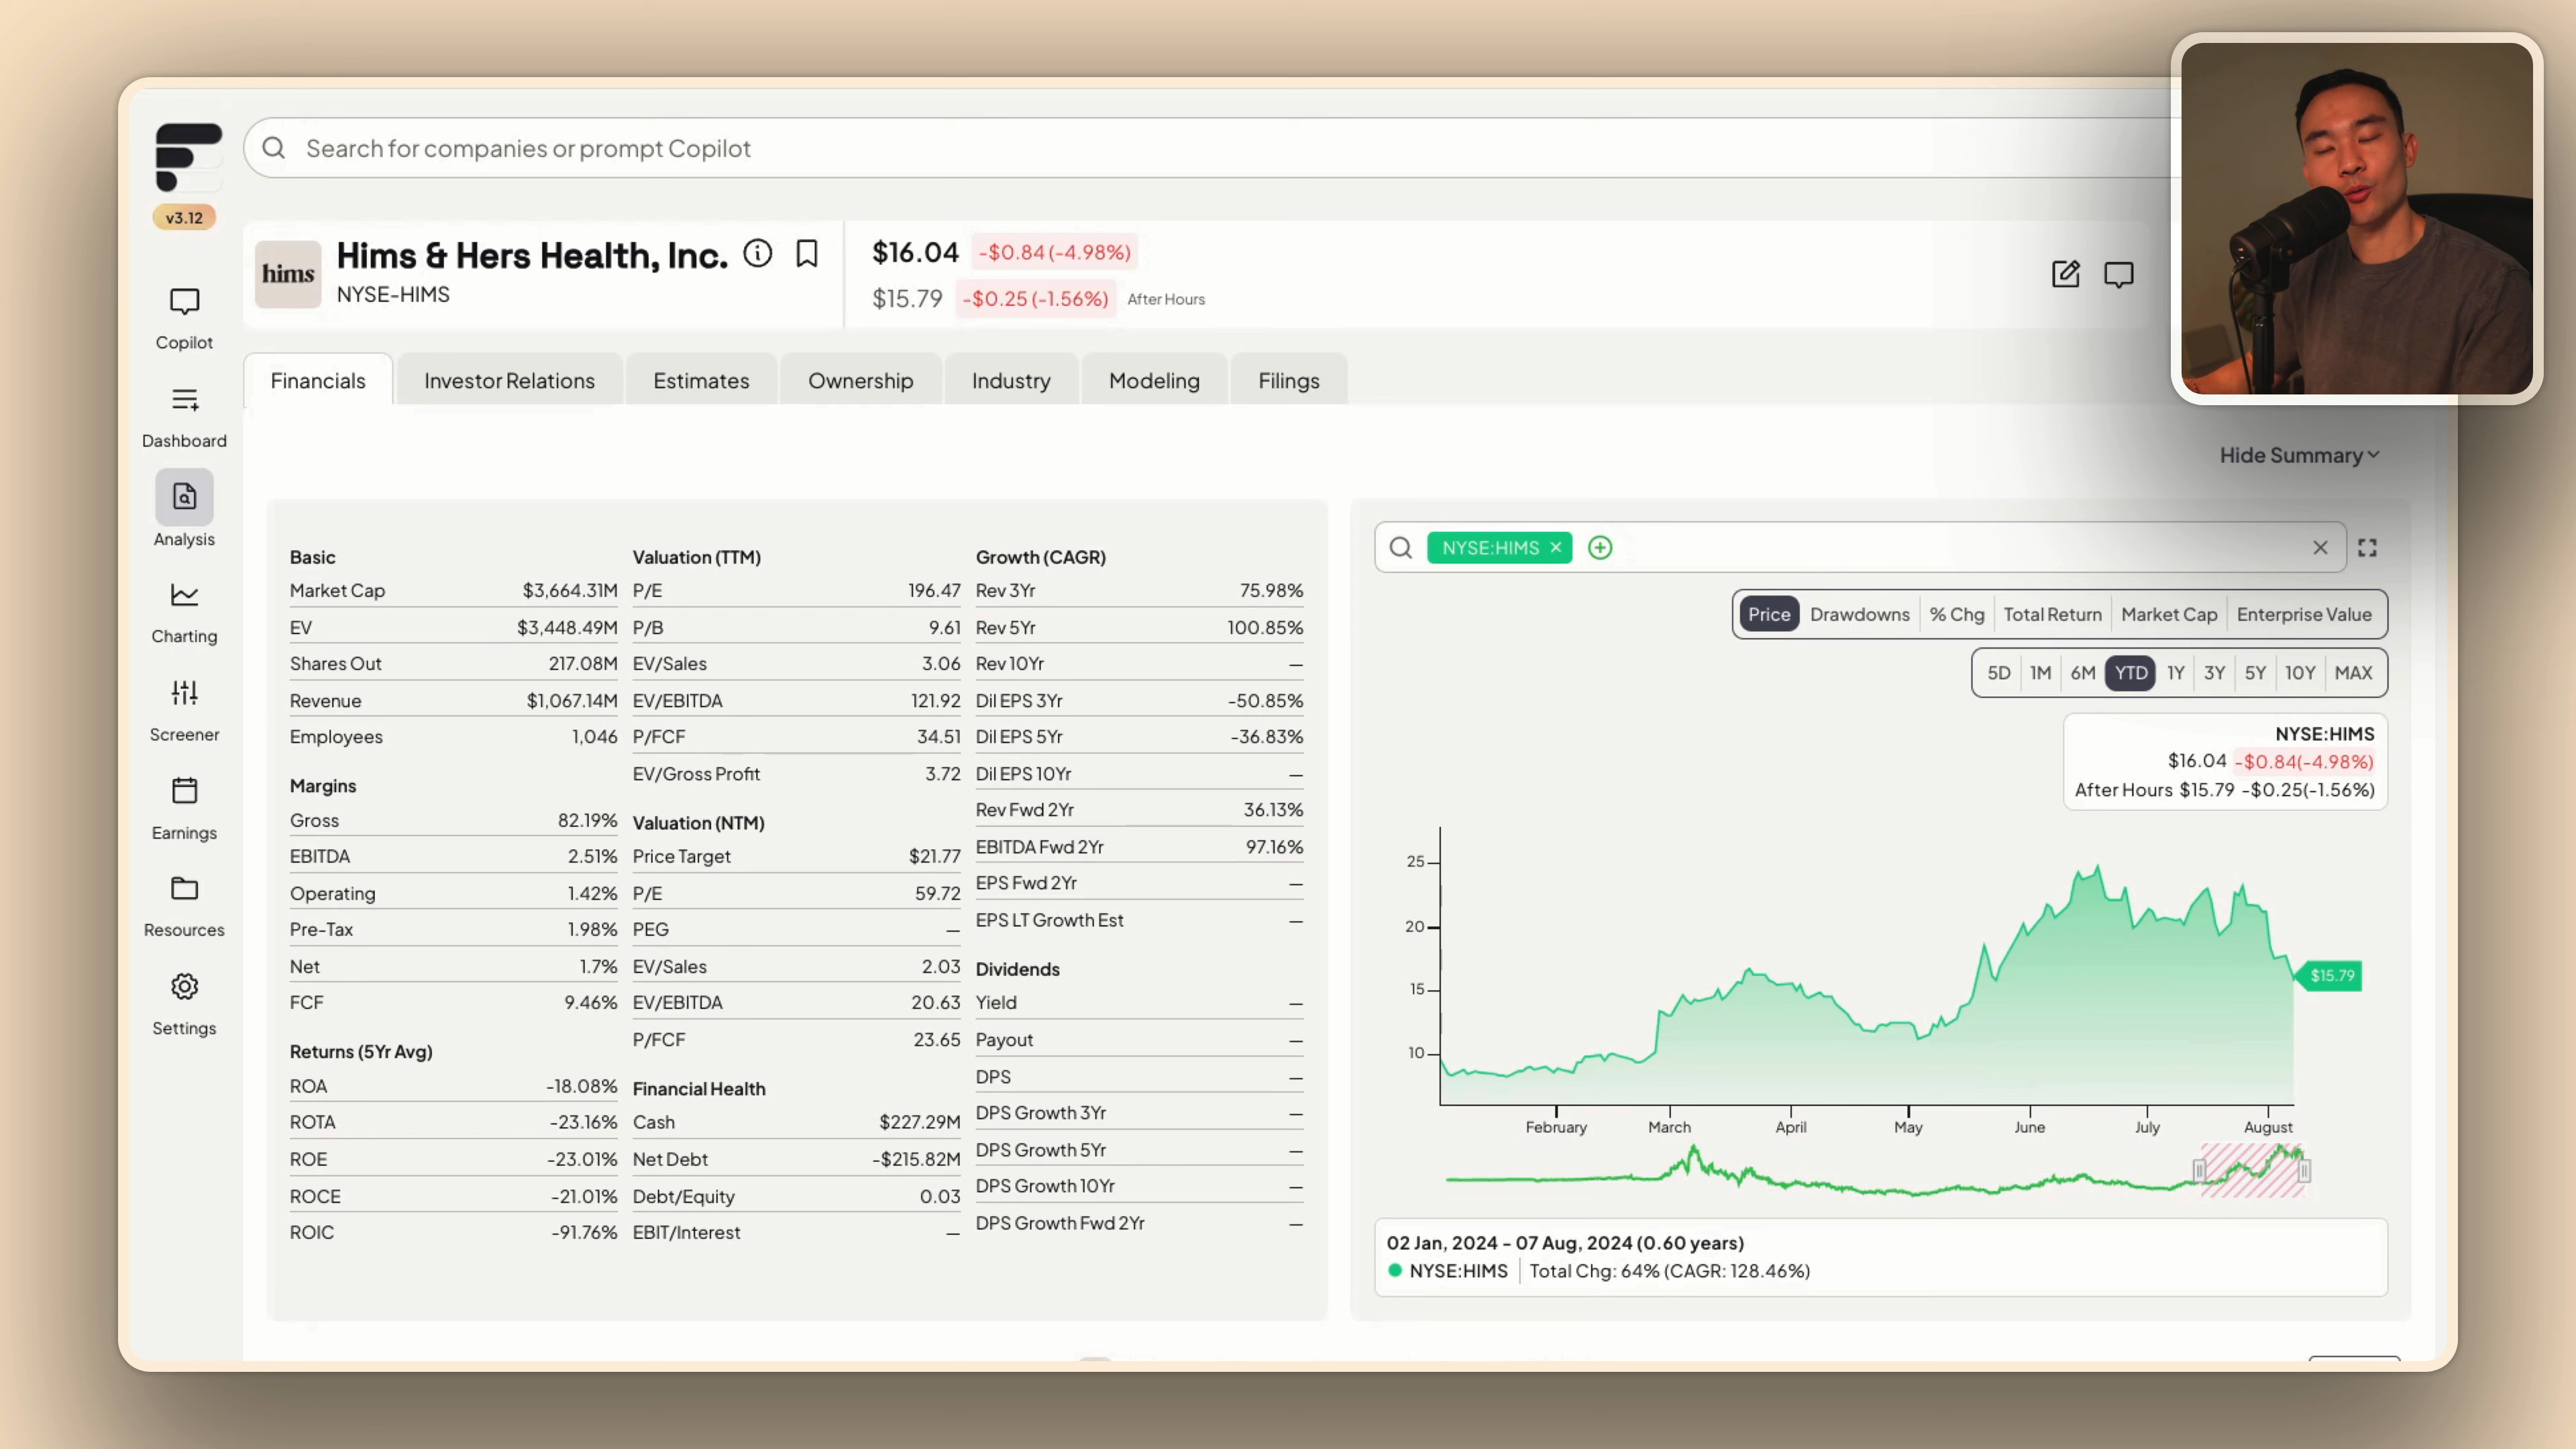 Search for companies or prompt Copilot
v3.12
hims
Hims & Hers Health, Inc.
NYSE-HIMS
$16.04 -$0.84 (-4.98%)
$15.79 -$0.25 (-1.56%) After Hours
Copilot
Dashboard
Analysis
Charting
Screener
Earnings
Resources
Settings
Financials Investor Relations Estimates Ownership Industry Modeling Filings
Hide Summary
Basic
Market Cap $3,664.31M
EV $3,448.49M
Shares Out 217.08M
Revenue $1,067.14M
Employees 1,046
Margins
Gross 82.19%
EBITDA 2.51%
Operating 1.42%
Pre-Tax 1.98%
Net 1.7%
FCF 9.46%
Returns (5Yr Avg)
ROA -18.08%
ROTA -23.16%
ROE -23.01%
ROCE -21.01%
ROIC -91.76%
Valuation (TTM)
P/E 196.47
P/B 9.61
EV/Sales 3.06
EV/EBITDA 121.92
P/FCF 34.51
EV/Gross Profit 3.72
Valuation (NTM)
Price Target $21.77
P/E 59.72
PEG —
EV/Sales 2.03
EV/EBITDA 20.63
P/FCF 23.65
Financial Health
Cash $227.29M
Net Debt -$215.82M
Debt/Equity 0.03
EBIT/Interest —
Growth (CAGR)
Rev 3Yr 75.98%
Rev 5Yr 100.85%
Rev 10Yr —
Dil EPS 3Yr -50.85%
Dil EPS 5Yr -36.83%
Dil EPS 10Yr —
Rev Fwd 2Yr 36.13%
EBITDA Fwd 2Yr 97.16%
EPS Fwd 2Yr —
EPS LT Growth Est —
Dividends
Yield —
Payout —
DPS —
DPS Growth 3Yr —
DPS Growth 5Yr —
DPS Growth 10Yr —
DPS Growth Fwd 2Yr —
NYSE:HIMS
Price Drawdowns % Chg Total Return Market Cap Enterprise Value
5D 1M 6M YTD 1Y 3Y 5Y 10Y MAX
NYSE:HIMS
$16.04 -$0.84(-4.98%)
After Hours $15.79 -$0.25(-1.56%)
25
20
15
10
$15.79
February March April May June July August
02 Jan, 2024 - 07 Aug, 2024 (0.60 years)
NYSE:HIMS Total Chg: 64% (CAGR: 128.46%)